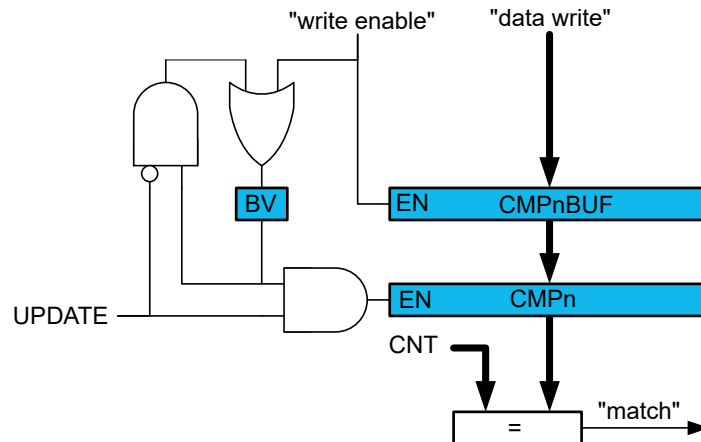 "write enable"
"data write"
BV
EN
CMPnBUF
EN
CMPn
UPDATE
CNT
=
"match"